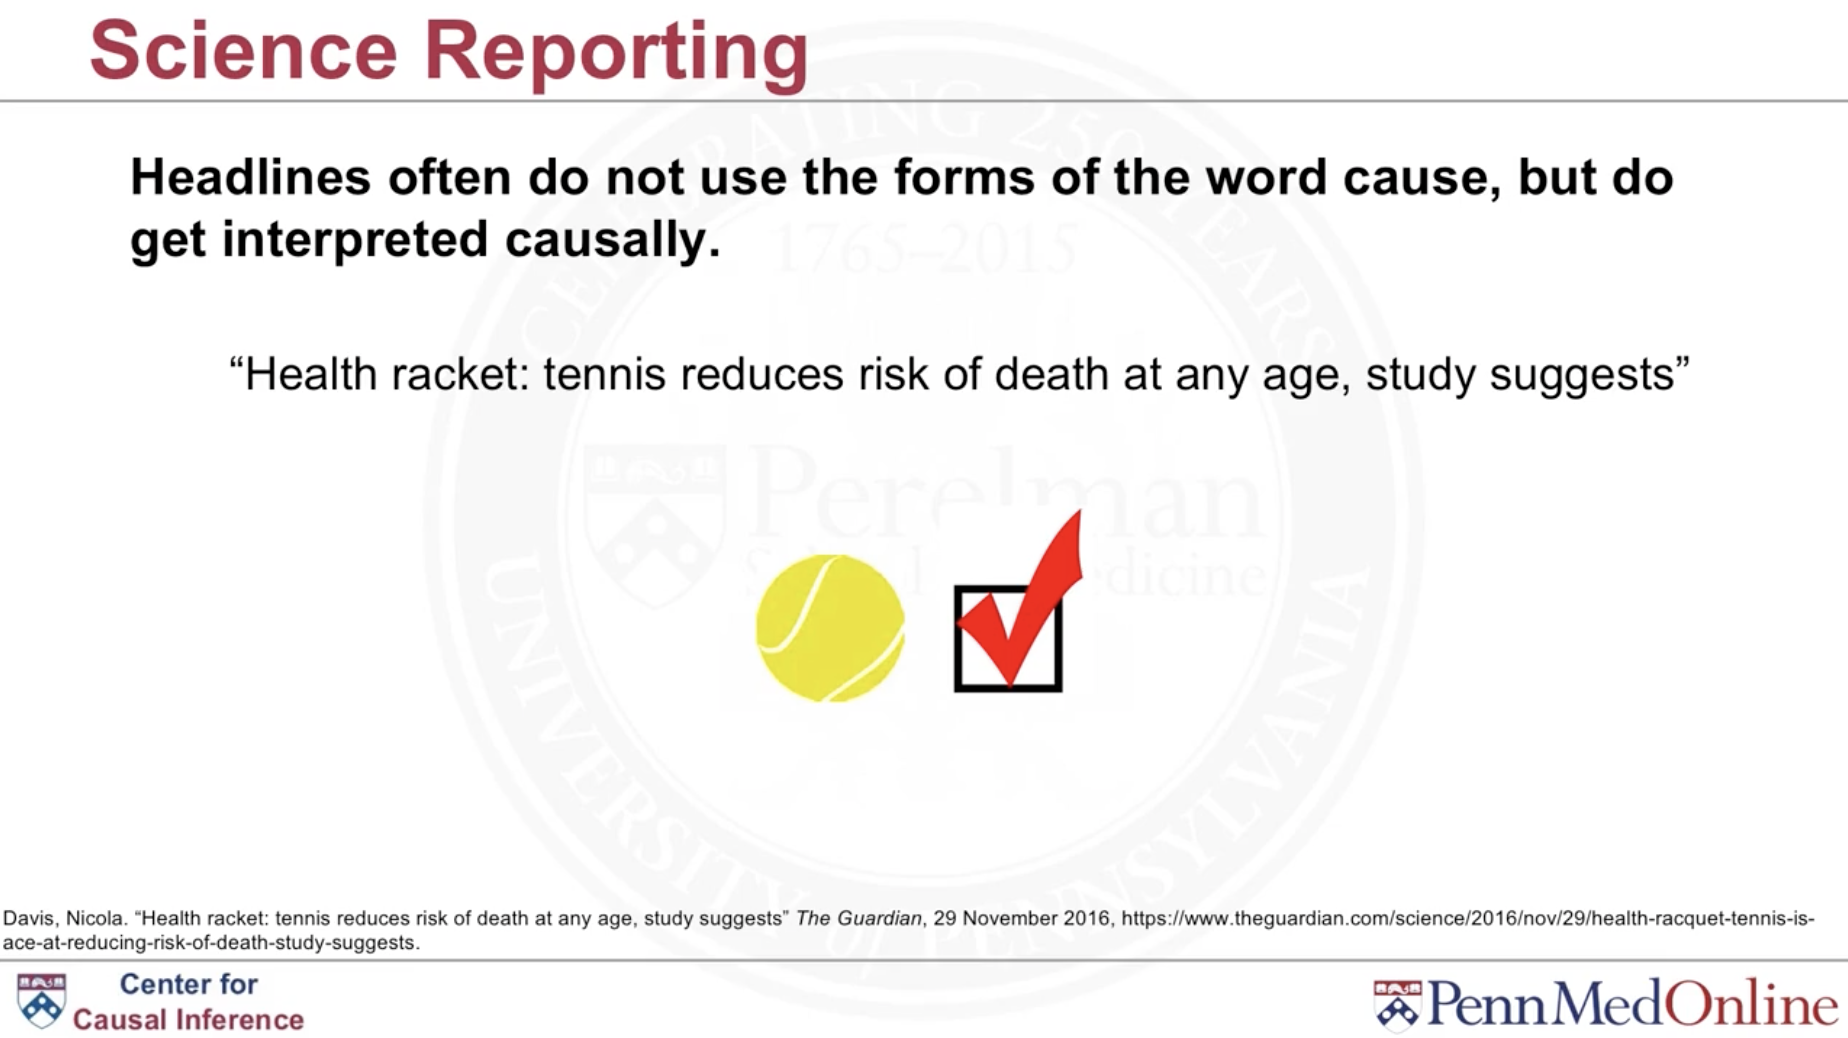 Science Reporting
Headlines often do not use the forms of the word cause, but do
get interpreted causally.
“Health racket: tennis reduces risk of death at any age, study suggests”
CELEBRATING 250 YEARS
1765–2015
Perelman
School of Medicine
UNIVERSITY of PENNSYLVANIA
Davis, Nicola. “Health racket: tennis reduces risk of death at any age, study suggests” The Guardian, 29 November 2016, https://www.theguardian.com/science/2016/nov/29/health-racquet-tennis-is-
ace-at-reducing-risk-of-death-study-suggests.
Center for
Causal Inference
PennMedOnline